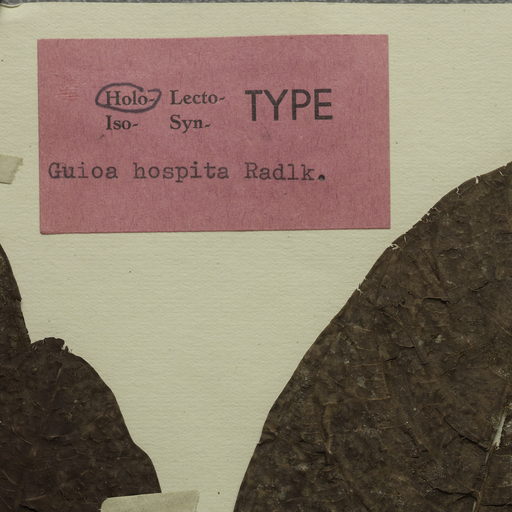 Holo- Lecto- TYPE
Iso- Syn-
Guioa hospita Radlk.